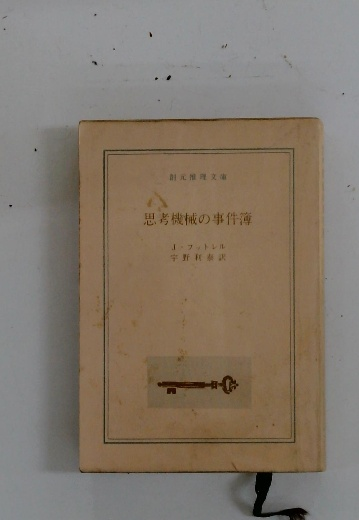 創元推理文庫
思考機械の事件簿
J・フットレル
宇野利泰訳